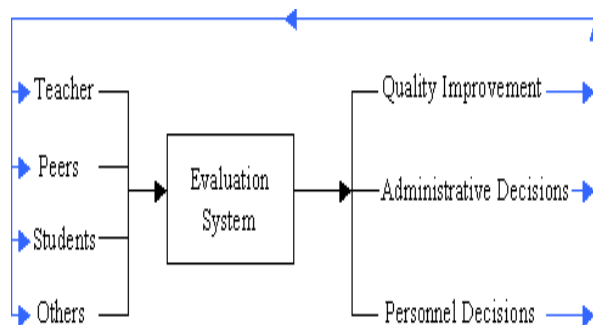 Teacher
Peers
Students
Others
Evaluation
System
Quality Improvement
Administrative Decisions
Personnel Decisions